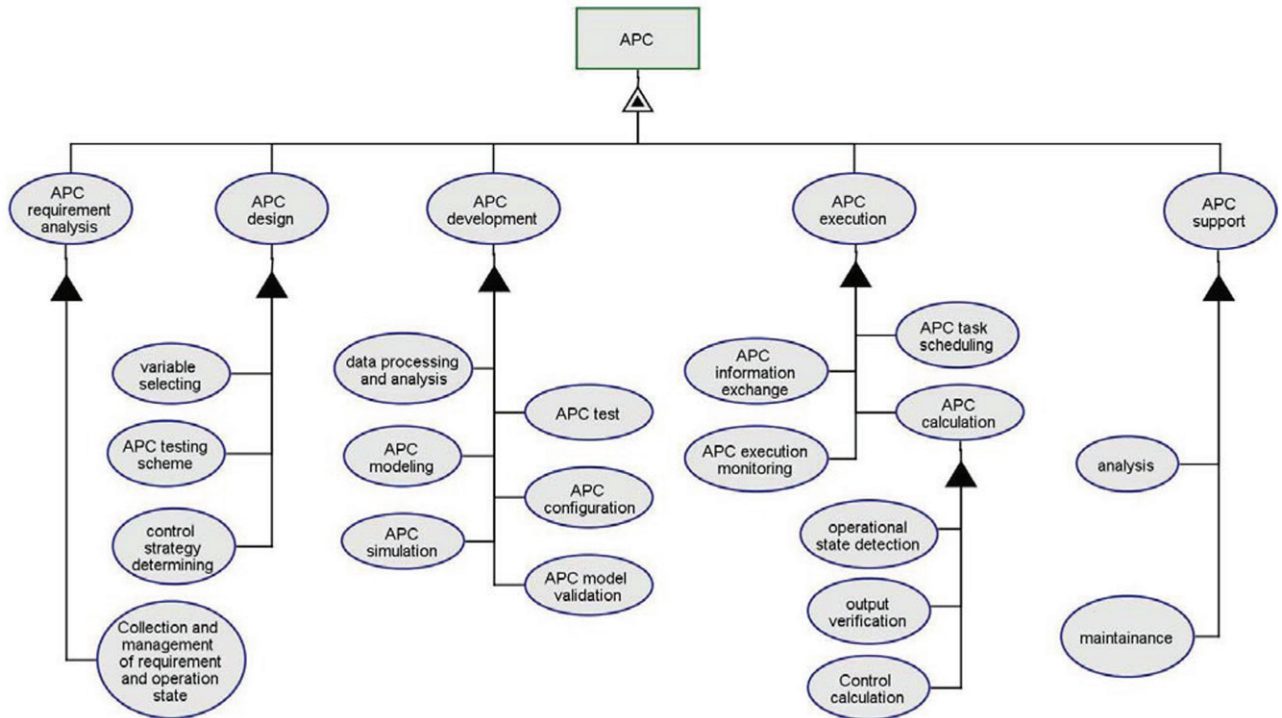 APC
APC
requirement
analysis
APC
design
APC
development
APC
execution
APC
support
variable
selecting
APC testing
scheme
control
strategy
determining
Collection and
management
of requirement
and operation
state
data processing
and analysis
APC test
APC
modeling
APC
configuration
APC
simulation
APC model
validation
APC task
scheduling
APC
information
exchange
APC
calculation
APC execution
monitoring
operational
state detection
output
verification
Control
calculation
analysis
maintainance